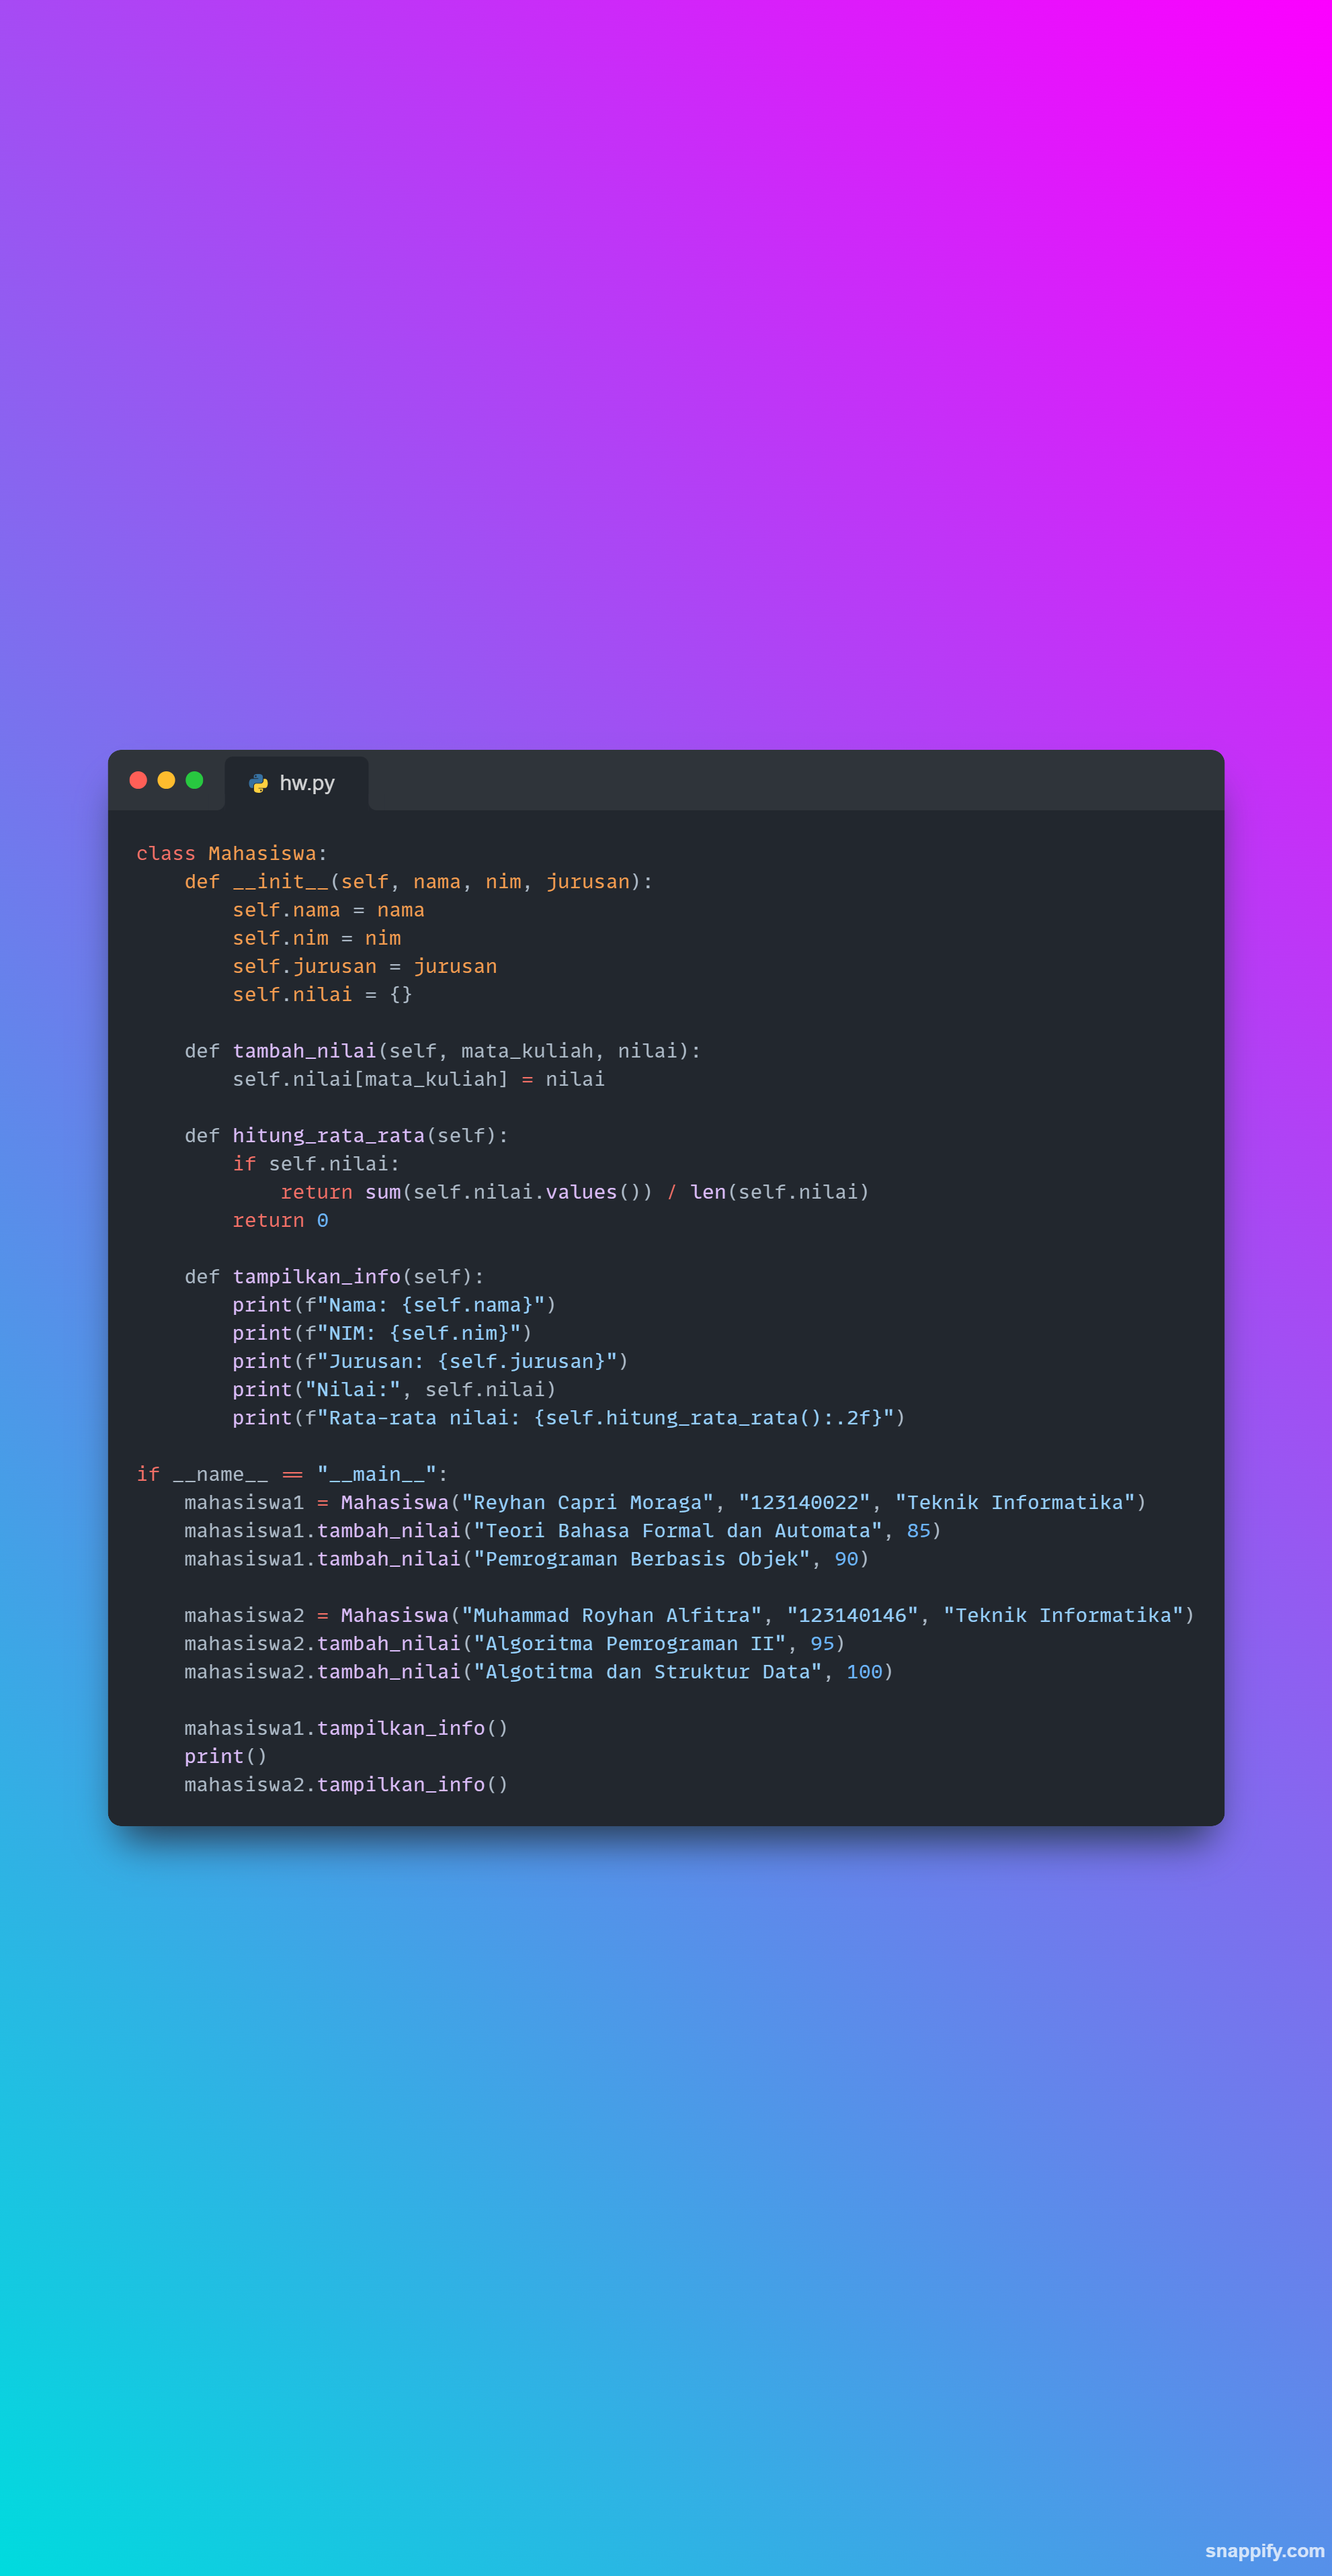 hw.py
class Mahasiswa:
    def __init__(self, nama, nim, jurusan):
        self.nama = nama
        self.nim = nim
        self.jurusan = jurusan
        self.nilai = {}
    def tambah_nilai(self, mata_kuliah, nilai):
        self.nilai[mata_kuliah] = nilai
    def hitung_rata_rata(self):
        if self.nilai:
            return sum(self.nilai.values()) / len(self.nilai)
        return 0
    def tampilkan_info(self):
        print(f"Nama: {self.nama}")
        print(f"NIM: {self.nim}")
        print(f"Jurusan: {self.jurusan}")
        print("Nilai:", self.nilai)
        print(f"Rata-rata nilai: {self.hitung_rata_rata():.2f}")
if __name__ == "__main__":
    mahasiswa1 = Mahasiswa("Reyhan Capri Moraga", "123140022", "Teknik Informatika")
    mahasiswa1.tambah_nilai("Teori Bahasa Formal dan Automata", 85)
    mahasiswa1.tambah_nilai("Pemrograman Berbasis Objek", 90)
    mahasiswa2 = Mahasiswa("Muhammad Royhan Alfitra", "123140146", "Teknik Informatika")
    mahasiswa2.tambah_nilai("Algoritma Pemrograman II", 95)
    mahasiswa2.tambah_nilai("Algotitma dan Struktur Data", 100)
    mahasiswa1.tampilkan_info()
    print()
    mahasiswa2.tampilkan_info()
snappify.com